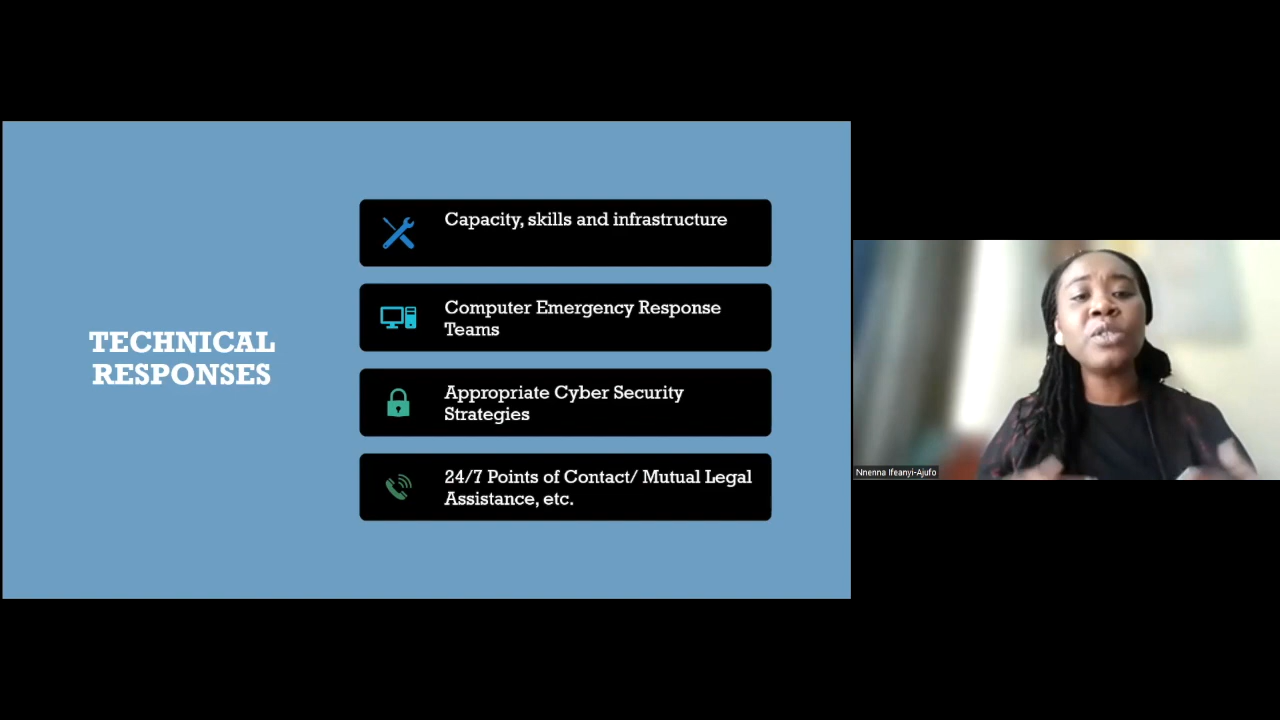 TECHNICAL
RESPONSES
Capacity, skills and infrastructure
Computer Emergency Response
Teams
Appropriate Cyber Security
Strategies
24/7 Points of Contact/ Mutual Legal
Assistance, etc.
Nnenna Ifeanyi-Ajufo